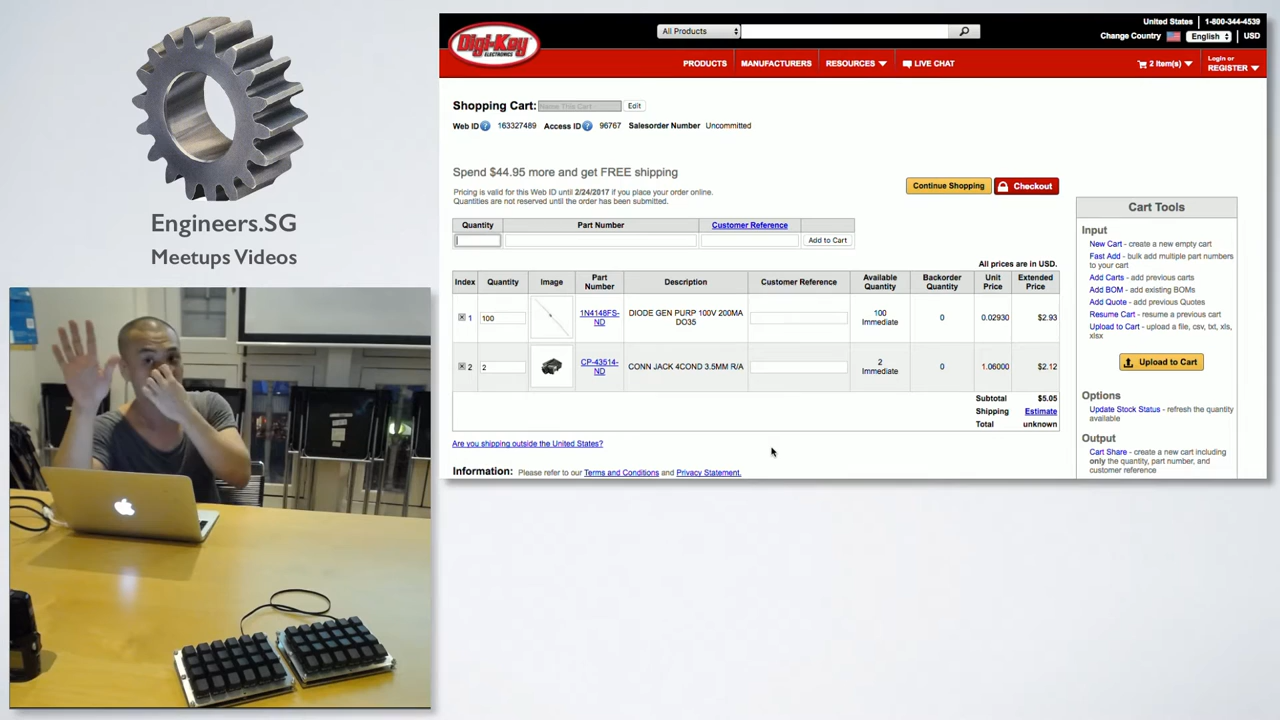 Engineers.SG
Meetups Videos
Digi-Key
ELECTRONICS
All Products
United States | 1-800-344-4539
Change Country English USD
PRODUCTS MANUFACTURERS RESOURCES LIVE CHAT
2 Item(s)
Login or
REGISTER
Shopping Cart: Name This Cart Edit
Web ID ? 163327489 Access ID ? 96767 Salesorder Number Uncommitted
Spend $44.95 more and get FREE shipping
Pricing is valid for this Web ID until 2/24/2017 if you place your order online.
Quantities are not reserved until the order has been submitted.
Continue Shopping Checkout
Quantity Part Number Customer Reference
Add to Cart
All prices are in USD.
Index Quantity Image Part Number Description Customer Reference Available Quantity Backorder Quantity Unit Price Extended Price
1 100 1N4148FS-ND DIODE GEN PURP 100V 200MA DO35 100 Immediate 0 0.02930 $2.93
2 2 CP-43514-ND CONN JACK 4COND 3.5MM R/A 2 Immediate 0 1.06000 $2.12
Subtotal $5.05
Shipping Estimate
Total unknown
Are you shipping outside the United States?
Information: Please refer to our Terms and Conditions and Privacy Statement.
Cart Tools
Input
New Cart - create a new empty cart
Fast Add - bulk add multiple part numbers
to your cart
Add Carts - add previous carts
Add BOM - add existing BOMs
Add Quote - add previous Quotes
Resume Cart - resume a previous cart
Upload to Cart - upload a file, csv, txt, xls,
xlsx
Upload to Cart
Options
Update Stock Status - refresh the quantity
available
Output
Cart Share - create a new cart including
only the quantity, part number, and
customer reference